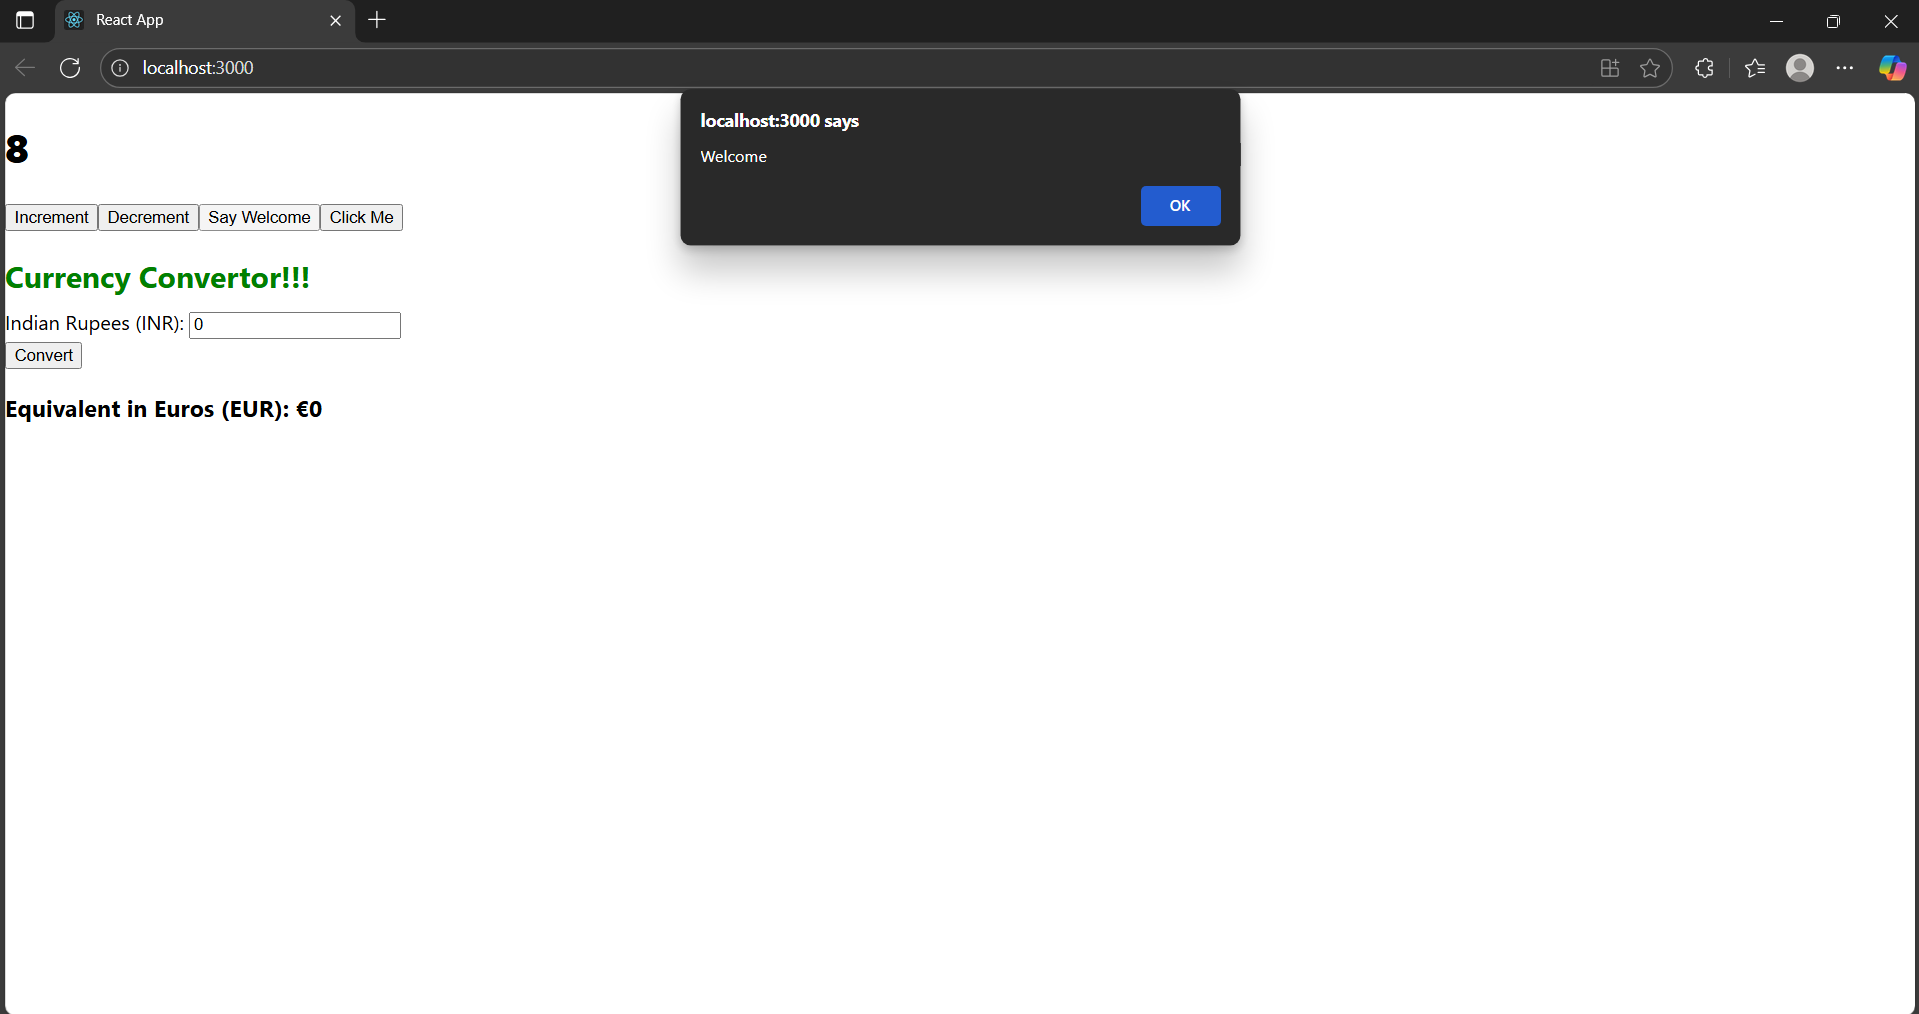 React App
localhost:3000
localhost:3000 says
Welcome
OK
8
Increment Decrement Say Welcome Click Me
Currency Convertor!!!
Indian Rupees (INR): 0
Convert
Equivalent in Euros (EUR): €0